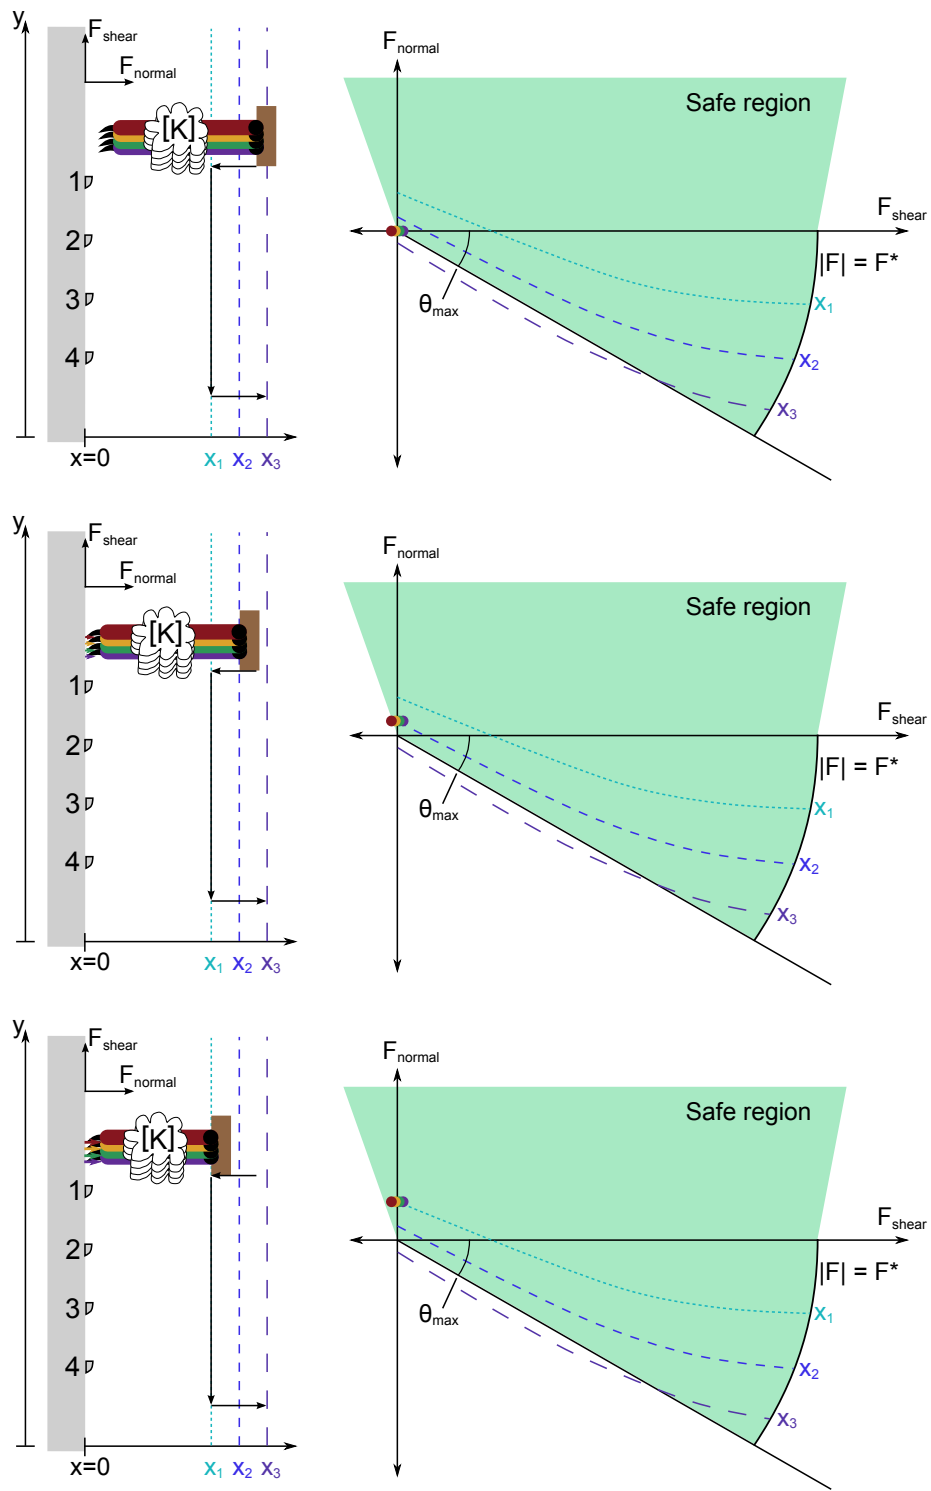 y
F_shear
F_normal
[K]
1
2
3
4
x=0
x₁
x₂
x₃
F_normal
Safe region
F_shear
|F| = F*
θ_max
x₁
x₂
x₃
y
F_shear
F_normal
[K]
1
2
3
4
x=0
x₁
x₂
x₃
F_normal
Safe region
F_shear
|F| = F*
θ_max
x₁
x₂
x₃
y
F_shear
F_normal
[K]
1
2
3
4
x=0
x₁
x₂
x₃
F_normal
Safe region
F_shear
|F| = F*
θ_max
x₁
x₂
x₃